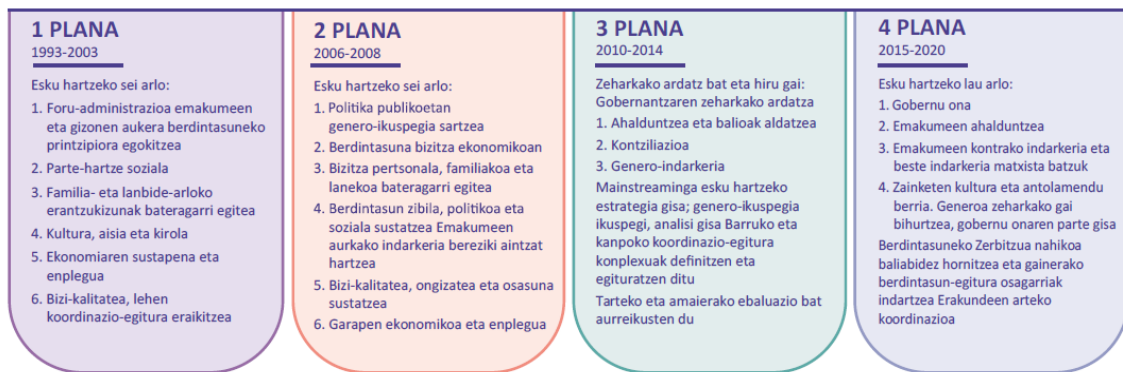 1 PLANA
1993-2003
Esku hartzeko sei arlo:
1. Foru-administrazioa emakumeen
eta gizonen aukera berdintasuneko
printzipiora egokitzea
2. Parte-hartze soziala
3. Familia- eta lanbide-arloko
erantzukizunak bateragarri egitea
4. Kultura, aisia eta kirola
5. Ekonomiaren sustapena eta
enplegua
6. Bizi-kalitatea, lehen
koordinazio-egitura eraikitzea
2 PLANA
2006-2008
Esku hartzeko sei arlo:
1. Politika publikoetan
genero-ikuspegia sartzea
2. Berdintasuna bizitza ekonomikoan
3. Bizitza pertsonala, familiakoa eta
lanekoa bateragarri egitea
4. Berdintasun zibila, politikoa eta
soziala sustatzea Emakumeen
aurkako indarkeria bereziki aintzat
hartzea
5. Bizi-kalitatea, ongizatea eta osasuna
sustatzea
6. Garapen ekonomikoa eta enplegua
3 PLANA
2010-2014
Zeharkako ardatz bat eta hiru gai:
Gobernantzaren zeharkako ardatza
1. Ahalduntzea eta balioak aldatzea
2. Kontziliazioa
3. Genero-indarkeria
Mainstreaminga esku hartzeko
estrategia gisa; genero-ikuspegia
ikuspegi, analisi gisa Barruko eta
kanpoko koordinazio-egitura
konplexuak definitzen eta
egituratzen ditu
Tarteko eta amaierako ebaluazio bat
aurreikusten du
4 PLANA
2015-2020
Esku hartzeko lau arlo:
1. Gobernu ona
2. Emakumeen ahalduntzea
3. Emakumeen kontrako indarkeria eta
beste indarkeria matxista batzuk
4. Zainketen kultura eta antolamendu
berria. Generoa zeharkako gai
bihurtzea, gobernu onaren parte gisa
Berdintasuneko Zerbitzua nahikoa
baliabidez hornitzea eta gainerako
berdintasun-egitura osagarriak
indartzea Erakundeen arteko
koordinazioa